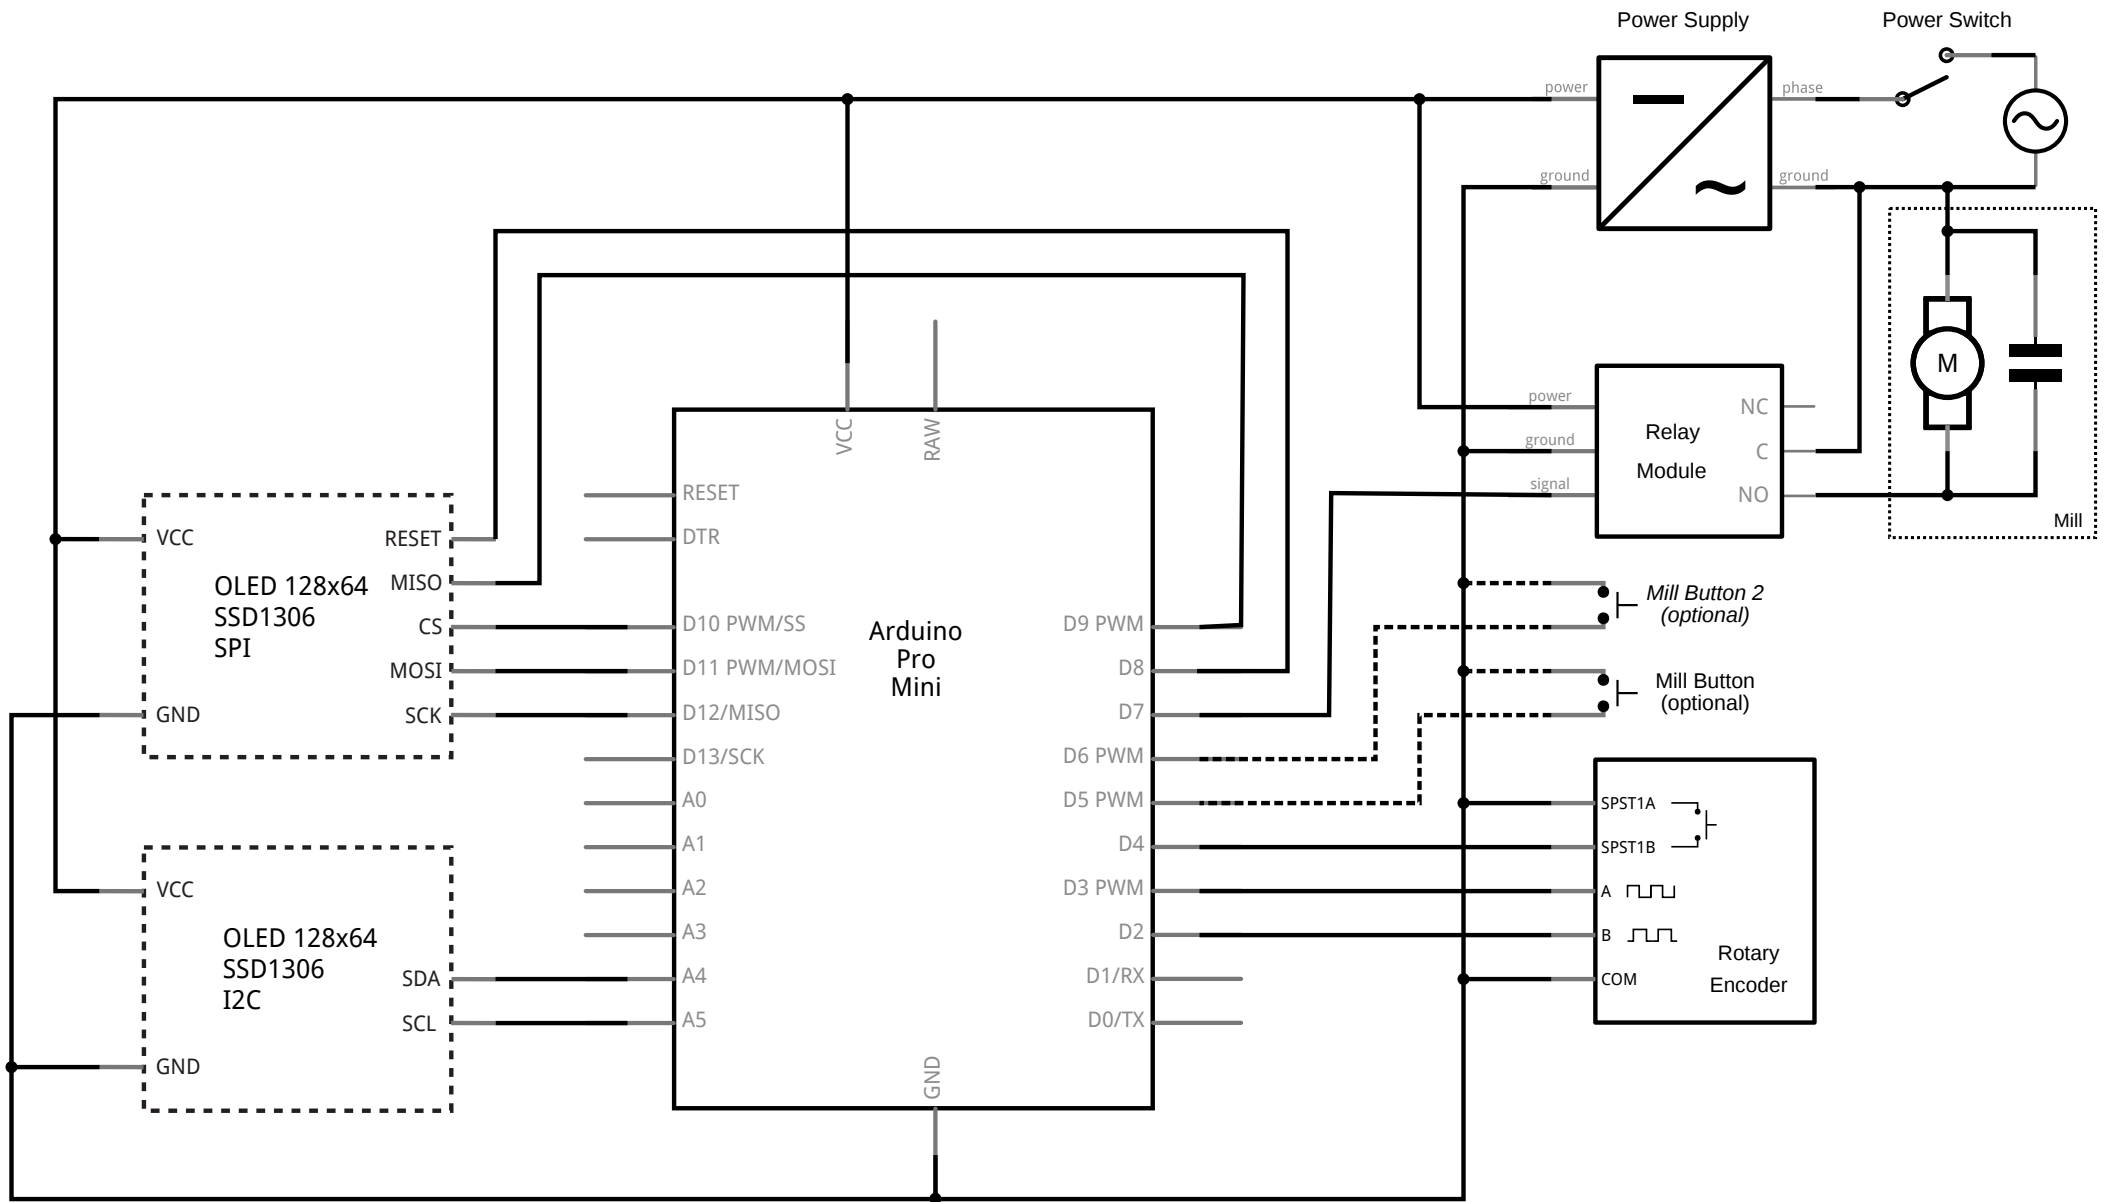 Power Supply
Power Switch
power
phase
ground
ground
VCC
RAW
power
ground
signal
Relay
Module
NC
C
NO
M
Mill
VCC
GND
OLED 128x64
SSD1306
SPI
RESET
MISO
CS
MOSI
SCK
VCC
GND
OLED 128x64
SSD1306
I2C
SDA
SCL
RESET
DTR
D10 PWM/SS
D11 PWM/MOSI
D12/MISO
D13/SCK
A0
A1
A2
A3
A4
A5
Arduino
Pro
Mini
D9 PWM
D8
D7
D6 PWM
D5 PWM
D4
D3 PWM
D2
D1/RX
D0/TX
GND
Mill Button 2
(optional)
Mill Button
(optional)
SPST1A
SPST1B
A
B
COM
Rotary
Encoder